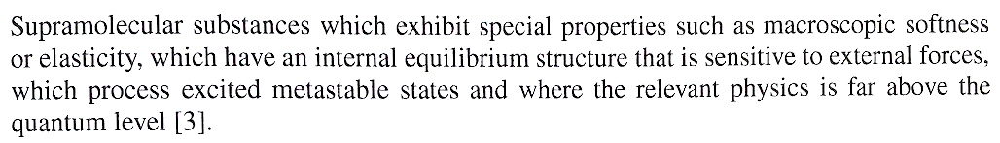 Supramolecular substances which exhibit special properties such as macroscopic softness
or elasticity, which have an internal equilibrium structure that is sensitive to external forces,
which process excited metastable states and where the relevant physics is far above the
quantum level [3].